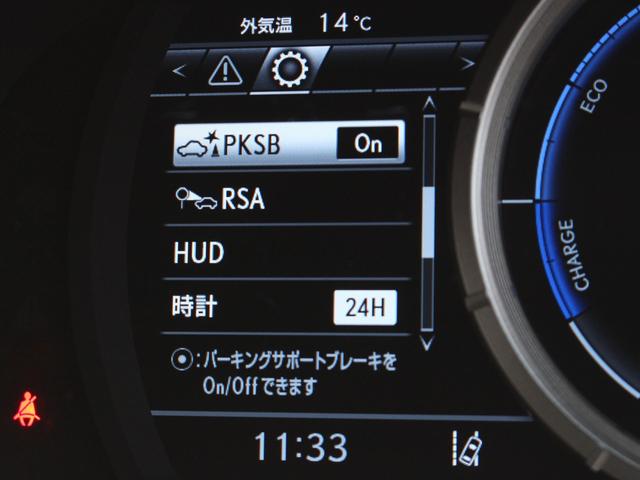 外気温 14℃
< >
PKSB On
RSA
HUD
時計 24H
⦿:パーキングサポートブレーキを
On/Offできます
11:33
ECO
CHARGE